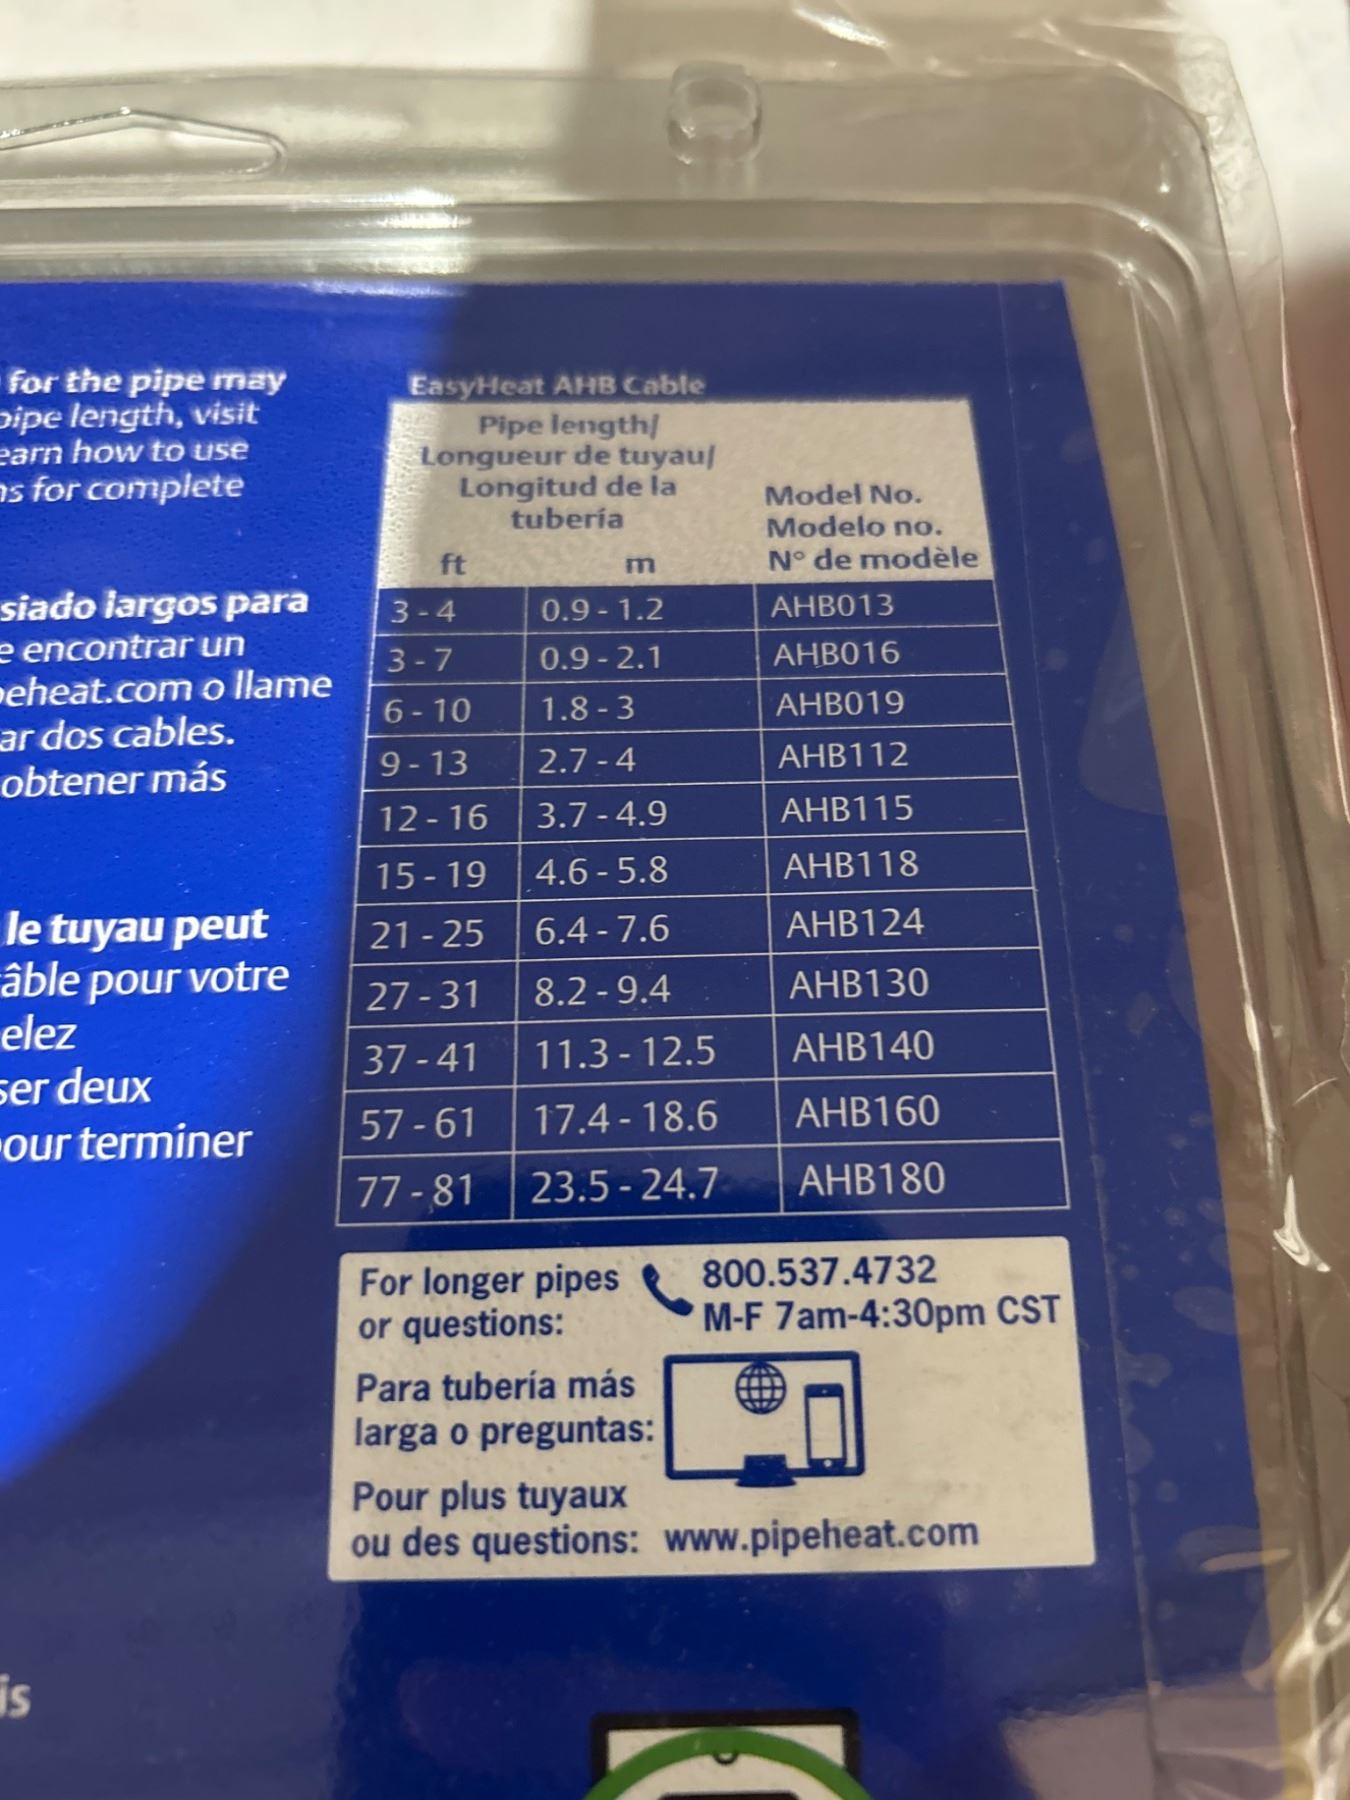 for the pipe may
pipe length, visit
earn how to use
ns for complete
siado largos para
e encontrar un
peheat.com o llame
ar dos cables.
obtener más
le tuyau peut
câble pour votre
elez
ser deux
pour terminer
is
EasyHeat AHB Cable
Pipe length/
Longueur de tuyau/
Longitud de la
tubería
ft m
Model No.
Modelo no.
N° de modèle
3 - 4 0.9 - 1.2 AHB013
3 - 7 0.9 - 2.1 AHB016
6 - 10 1.8 - 3 AHB019
9 - 13 2.7 - 4 AHB112
12 - 16 3.7 - 4.9 AHB115
15 - 19 4.6 - 5.8 AHB118
21 - 25 6.4 - 7.6 AHB124
27 - 31 8.2 - 9.4 AHB130
37 - 41 11.3 - 12.5 AHB140
57 - 61 17.4 - 18.6 AHB160
77 - 81 23.5 - 24.7 AHB180
For longer pipes
or questions:
800.537.4732
M-F 7am-4:30pm CST
Para tubería más
larga o preguntas:
Pour plus tuyaux
ou des questions: www.pipeheat.com